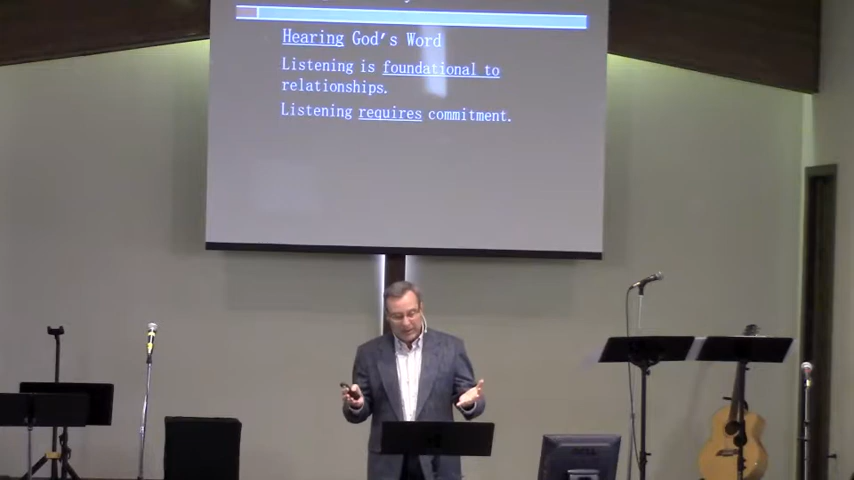 Hearing God's Word
Listening is foundational to
relationships.
Listening requires commitment.